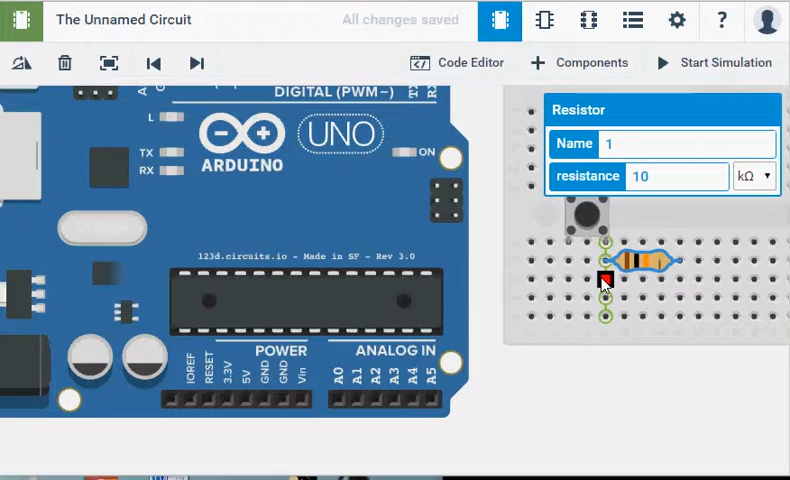 The Unnamed Circuit
All changes saved
?
Code Editor
+ Components
Start Simulation
DIGITAL (PWM~)
L
TX
RX
UNO
ARDUINO
ON
123d.circuits.io - Made in SF - Rev 3.0
POWER
ANALOG IN
IOREF
RESET
3.3V
5V
GND
GND
Vin
A0
A1
A2
A3
A4
A5
Resistor
Name 1
resistance 10 kΩ